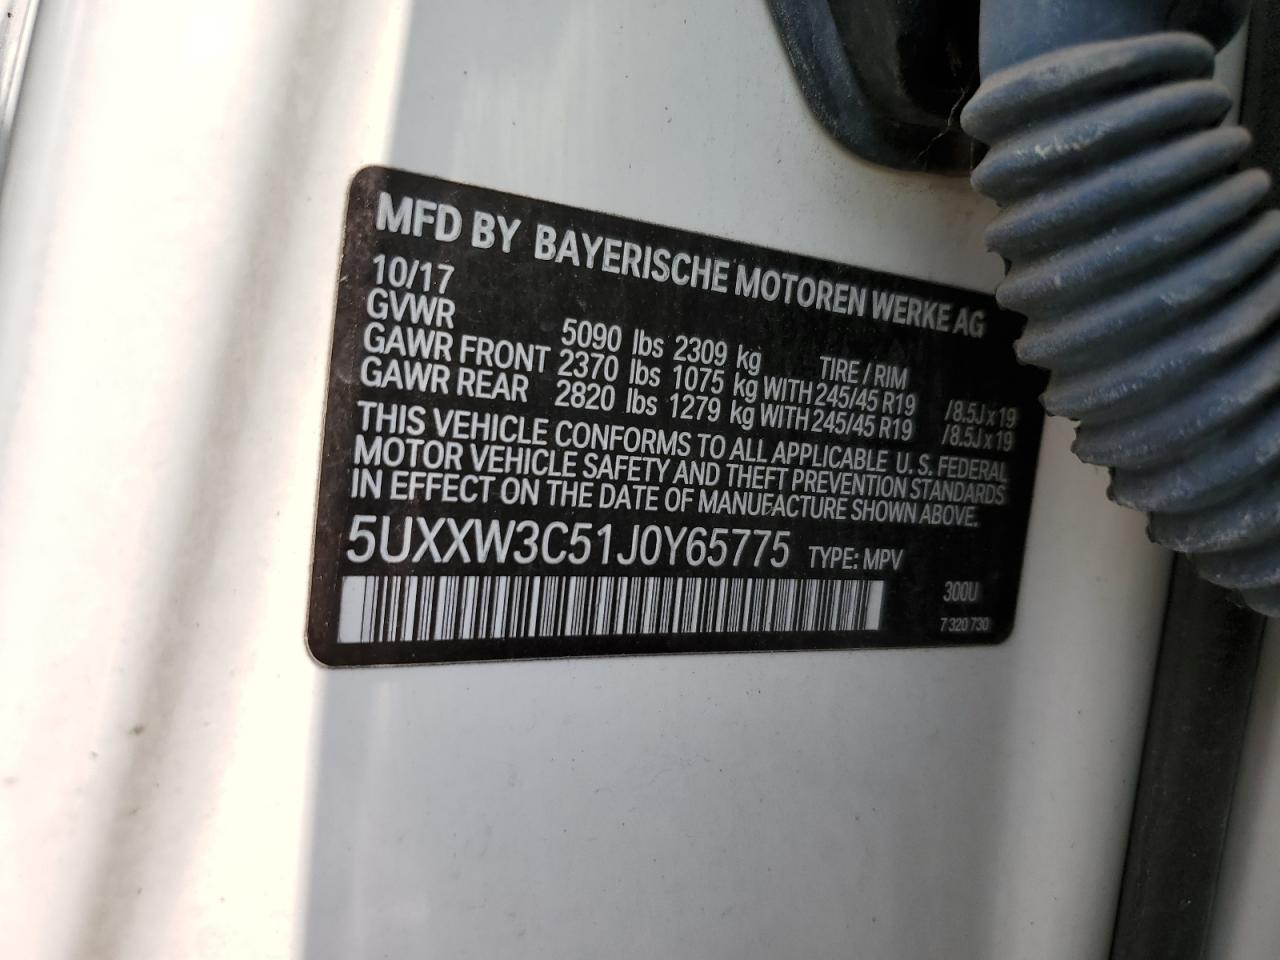 MFD BY BAYERISCHE MOTOREN WERKE AG
10/17
GVWR 5090 lbs 2309 kg TIRE / RIM
GAWR FRONT 2370 lbs 1075 kg WITH 245/45 R19 /8.5J x 19
GAWR REAR 2820 lbs 1279 kg WITH 245/45 R19 /8.5J x 19
THIS VEHICLE CONFORMS TO ALL APPLICABLE U. S. FEDERAL
MOTOR VEHICLE SAFETY AND THEFT PREVENTION STANDARDS
IN EFFECT ON THE DATE OF MANUFACTURE SHOWN ABOVE.
5UXXW3C51J0Y65775 TYPE: MPV
300U
7 320 730